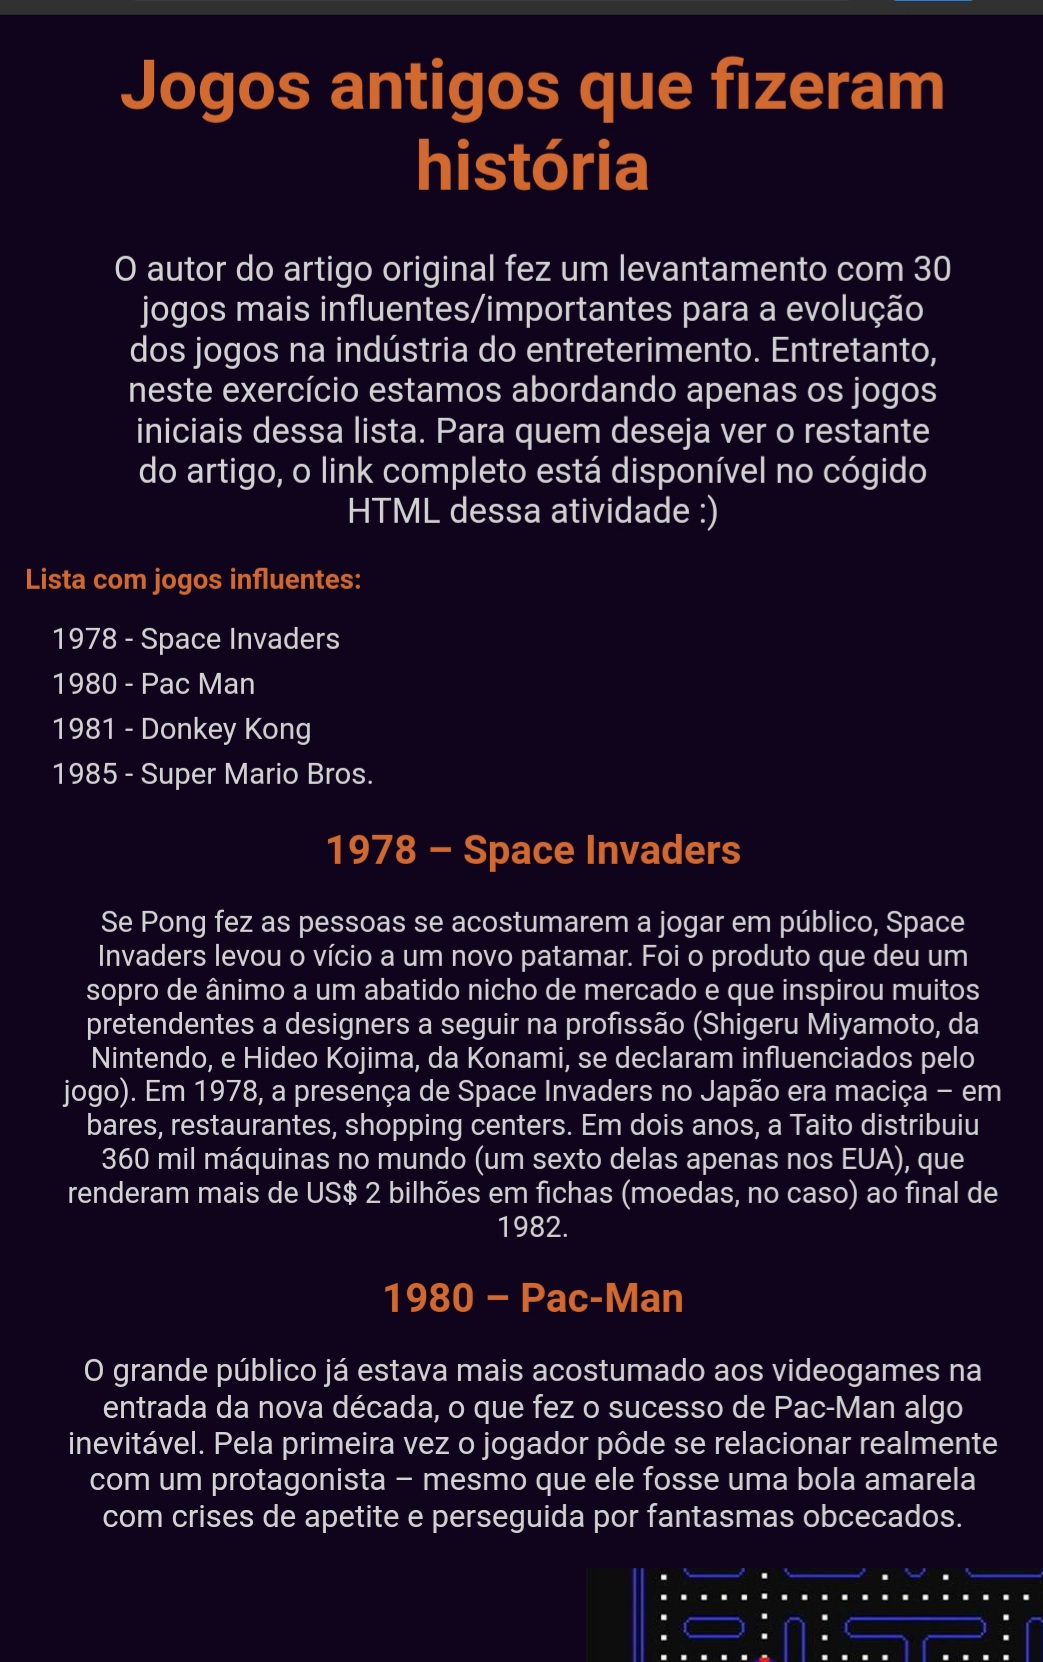 Jogos antigos que fizeram
história
O autor do artigo original fez um levantamento com 30
jogos mais influentes/importantes para a evolução
dos jogos na indústria do entreterimento. Entretanto,
neste exercício estamos abordando apenas os jogos
iniciais dessa lista. Para quem deseja ver o restante
do artigo, o link completo está disponível no cógido
HTML dessa atividade :)
Lista com jogos influentes:
1978 - Space Invaders
1980 - Pac Man
1981 - Donkey Kong
1985 - Super Mario Bros.
1978 – Space Invaders
Se Pong fez as pessoas se acostumarem a jogar em público, Space
Invaders levou o vício a um novo patamar. Foi o produto que deu um
sopro de ânimo a um abatido nicho de mercado e que inspirou muitos
pretendentes a designers a seguir na profissão (Shigeru Miyamoto, da
Nintendo, e Hideo Kojima, da Konami, se declaram influenciados pelo
jogo). Em 1978, a presença de Space Invaders no Japão era maciça – em
bares, restaurantes, shopping centers. Em dois anos, a Taito distribuiu
360 mil máquinas no mundo (um sexto delas apenas nos EUA), que
renderam mais de US$ 2 bilhões em fichas (moedas, no caso) ao final de
1982.
1980 – Pac-Man
O grande público já estava mais acostumado aos videogames na
entrada da nova década, o que fez o sucesso de Pac-Man algo
inevitável. Pela primeira vez o jogador pôde se relacionar realmente
com um protagonista – mesmo que ele fosse uma bola amarela
com crises de apetite e perseguida por fantasmas obcecados.